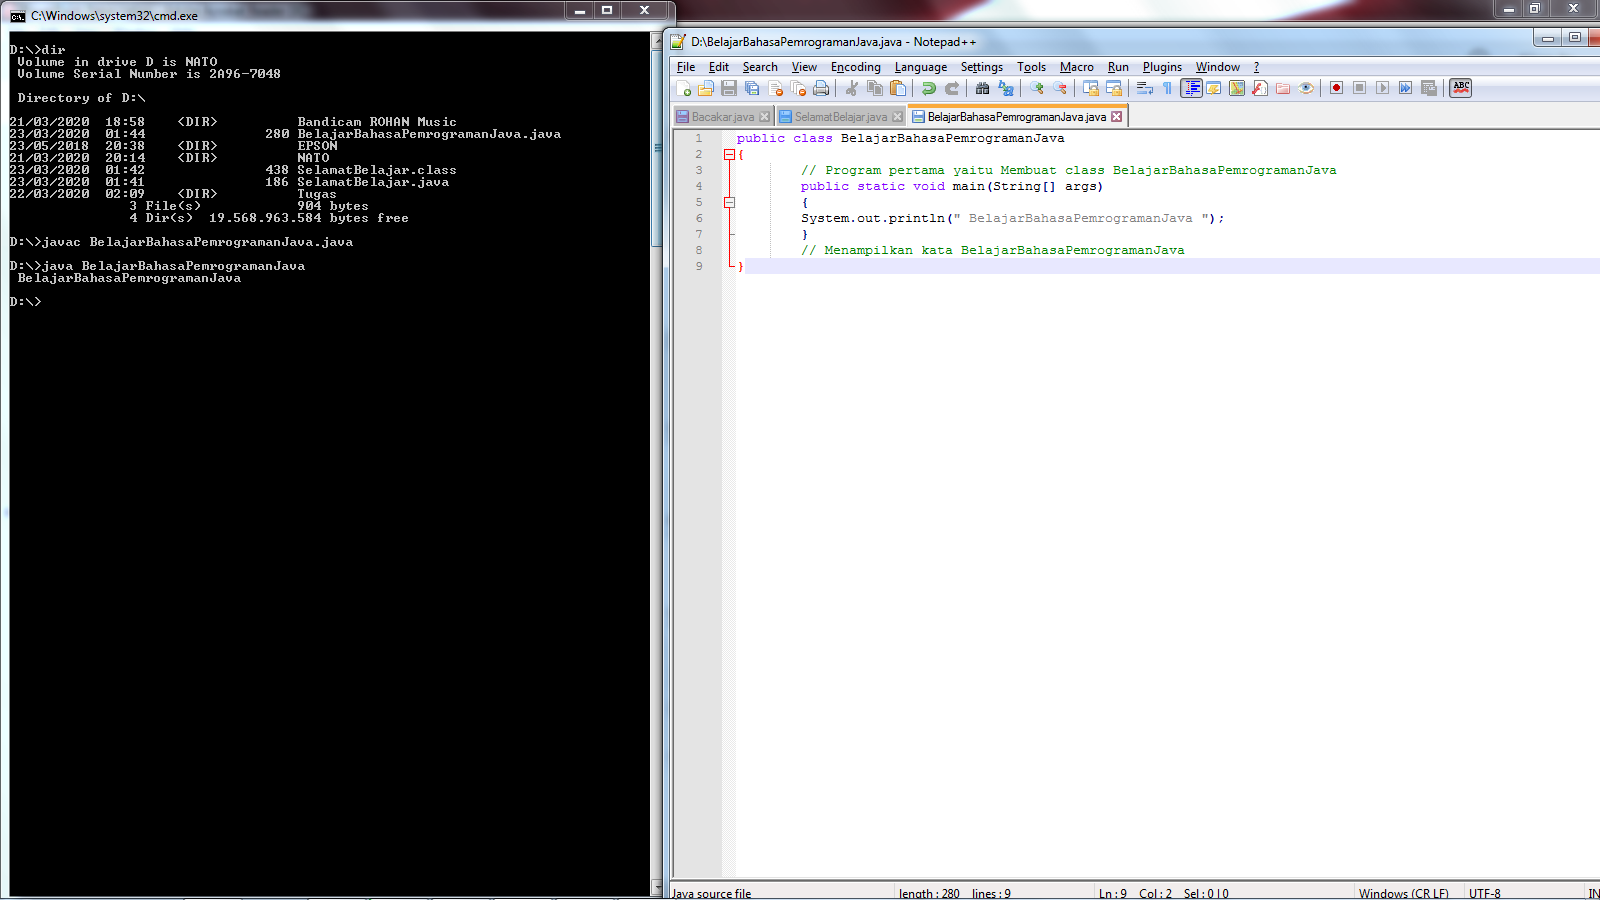 C:\Windows\system32\cmd.exe
D:\>dir
Volume in drive D is NATO
Volume Serial Number is 2A96-7048
Directory of D:\
21/03/2020  18:58    <DIR>          Bandicam ROHAN Music
23/03/2020  01:44               280 BelajarBahasaPemrogramanJava.java
23/05/2018  20:38    <DIR>          EPSON
21/03/2020  20:14    <DIR>          NATO
23/03/2020  01:42               438 SelamatBelajar.class
23/03/2020  01:41               186 SelamatBelajar.java
22/03/2020  02:09    <DIR>          Tugas
3 File(s)            904 bytes
4 Dir(s)  19.568.963.584 bytes free
D:\>javac BelajarBahasaPemrogramanJava.java
D:\>java BelajarBahasaPemrogramanJava
BelajarBahasaPemrogramanJava
D:\>
D:\BelajarBahasaPemrogramanJava.java - Notepad++
File Edit Search View Encoding Language Settings Tools Macro Run Plugins Window ?
ABC
Bacakar.java SelamatBelajar.java BelajarBahasaPemrogramanJava.java
1 public class BelajarBahasaPemrogramanJava
2 {
3 // Program pertama yaitu Membuat class BelajarBahasaPemrogramanJava
4 public static void main(String[] args)
5 {
6 System.out.println(" BelajarBahasaPemrogramanJava ");
7 }
8 // Menampilkan kata BelajarBahasaPemrogramanJava
9 }
Java source file length : 280 lines : 9 Ln : 9 Col : 2 Sel : 0 | 0 Windows (CR LF) UTF-8 IN